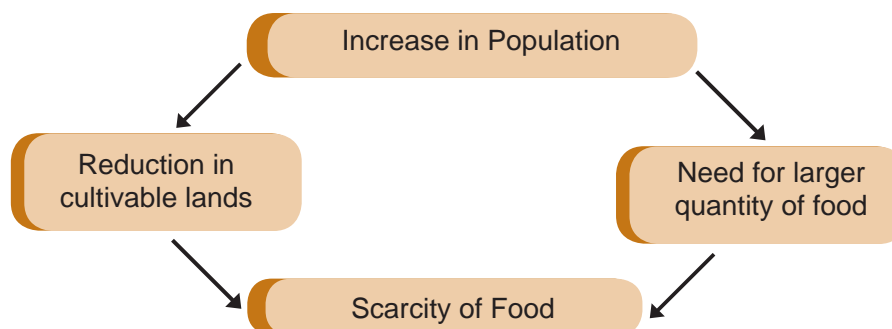 Increase in Population
Reduction in
cultivable lands
Need for larger
quantity of food
Scarcity of Food